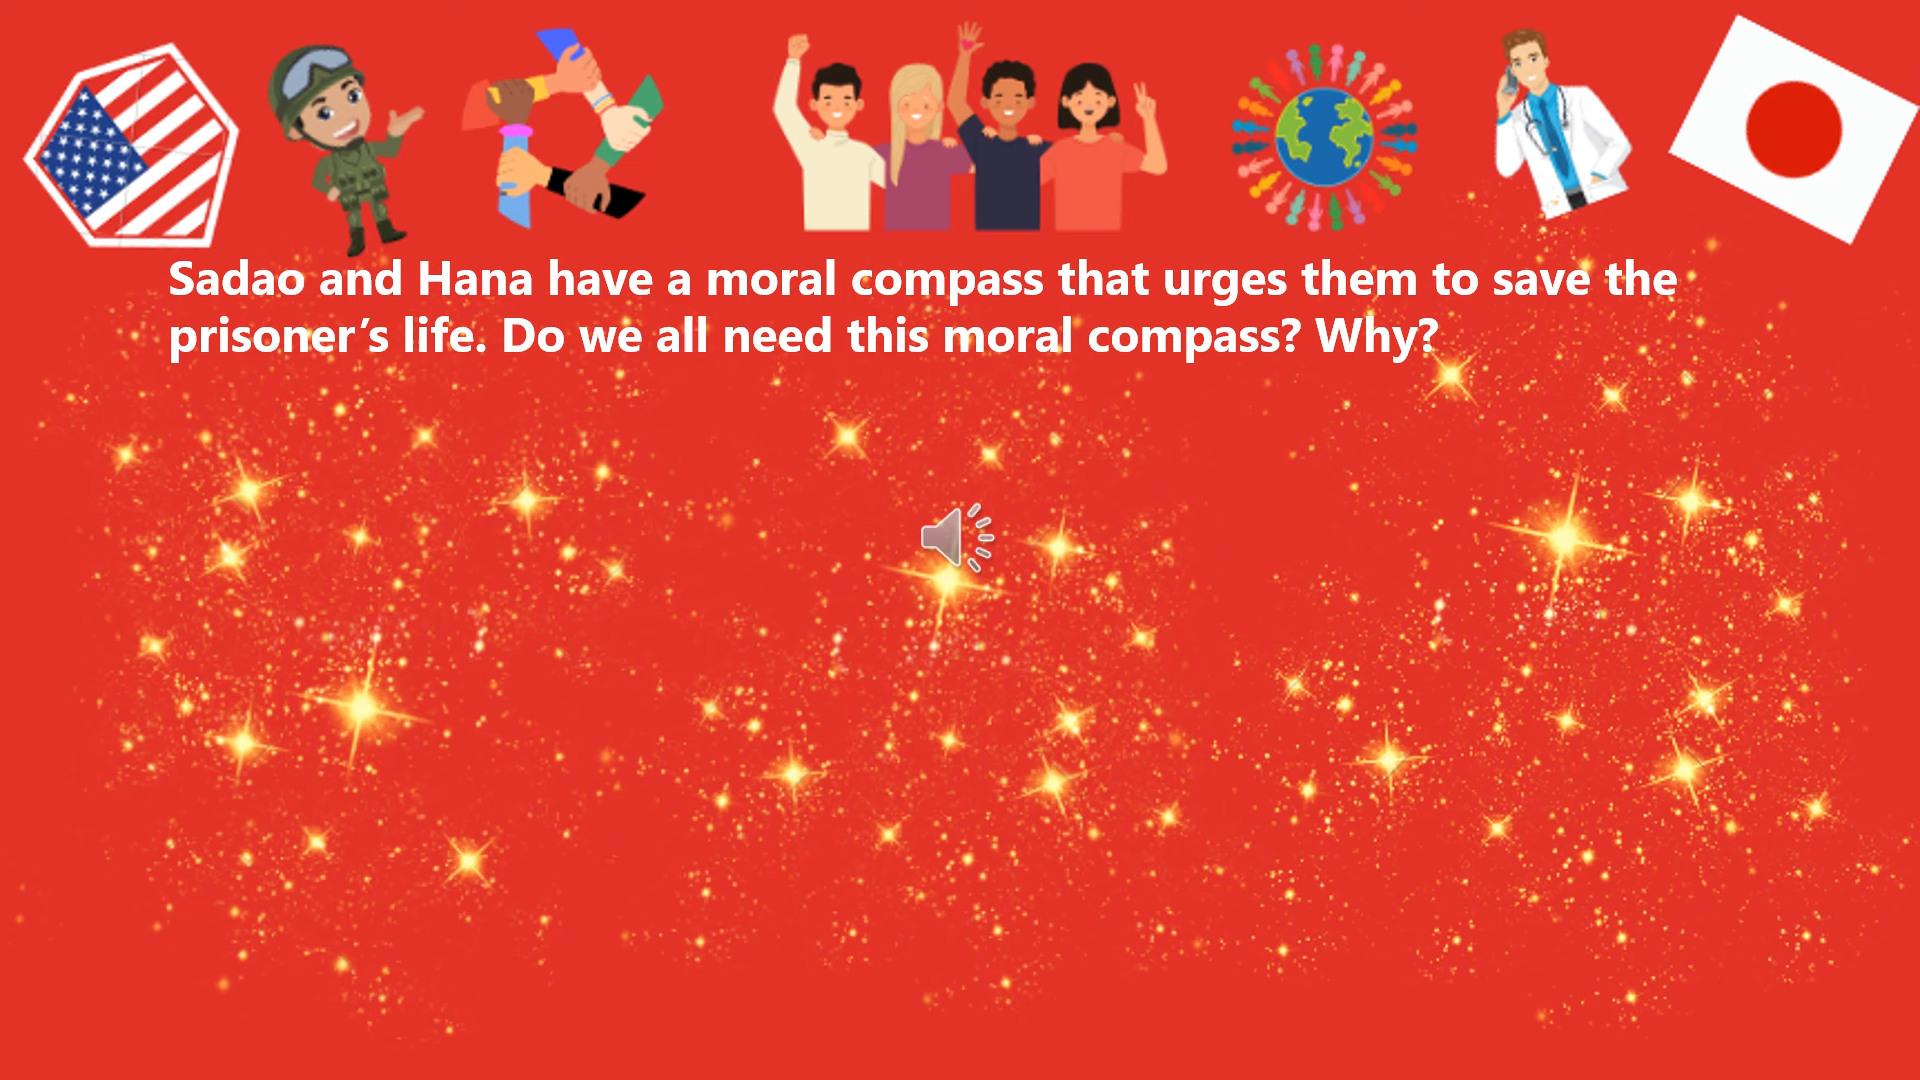 Sadao and Hana have a moral compass that urges them to save the
prisoner’s life. Do we all need this moral compass? Why?